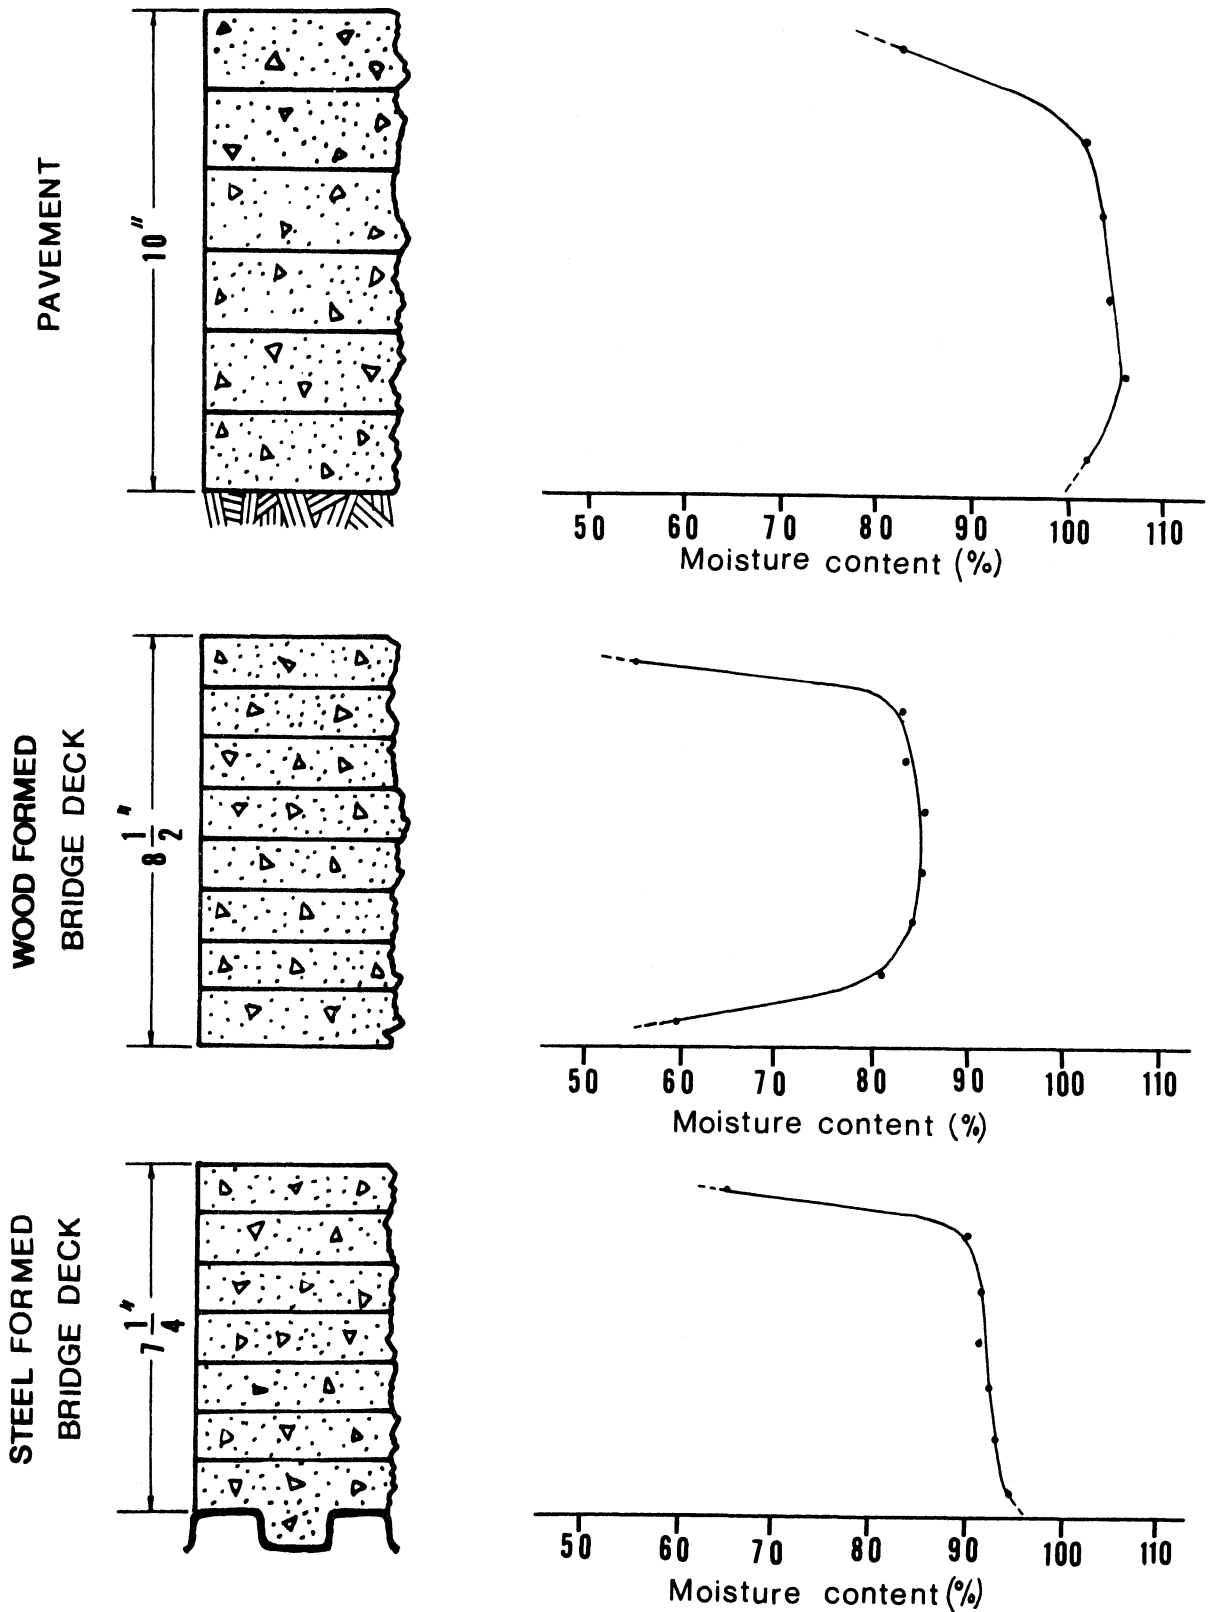 PAVEMENT
10"
50 60 70 80 90 100 110
Moisture content (%)
WOOD FORMED
BRIDGE DECK
8 1/2"
50 60 70 80 90 100 110
Moisture content (%)
STEEL FORMED
BRIDGE DECK
7 1/4"
50 60 70 80 90 100 110
Moisture content (%)